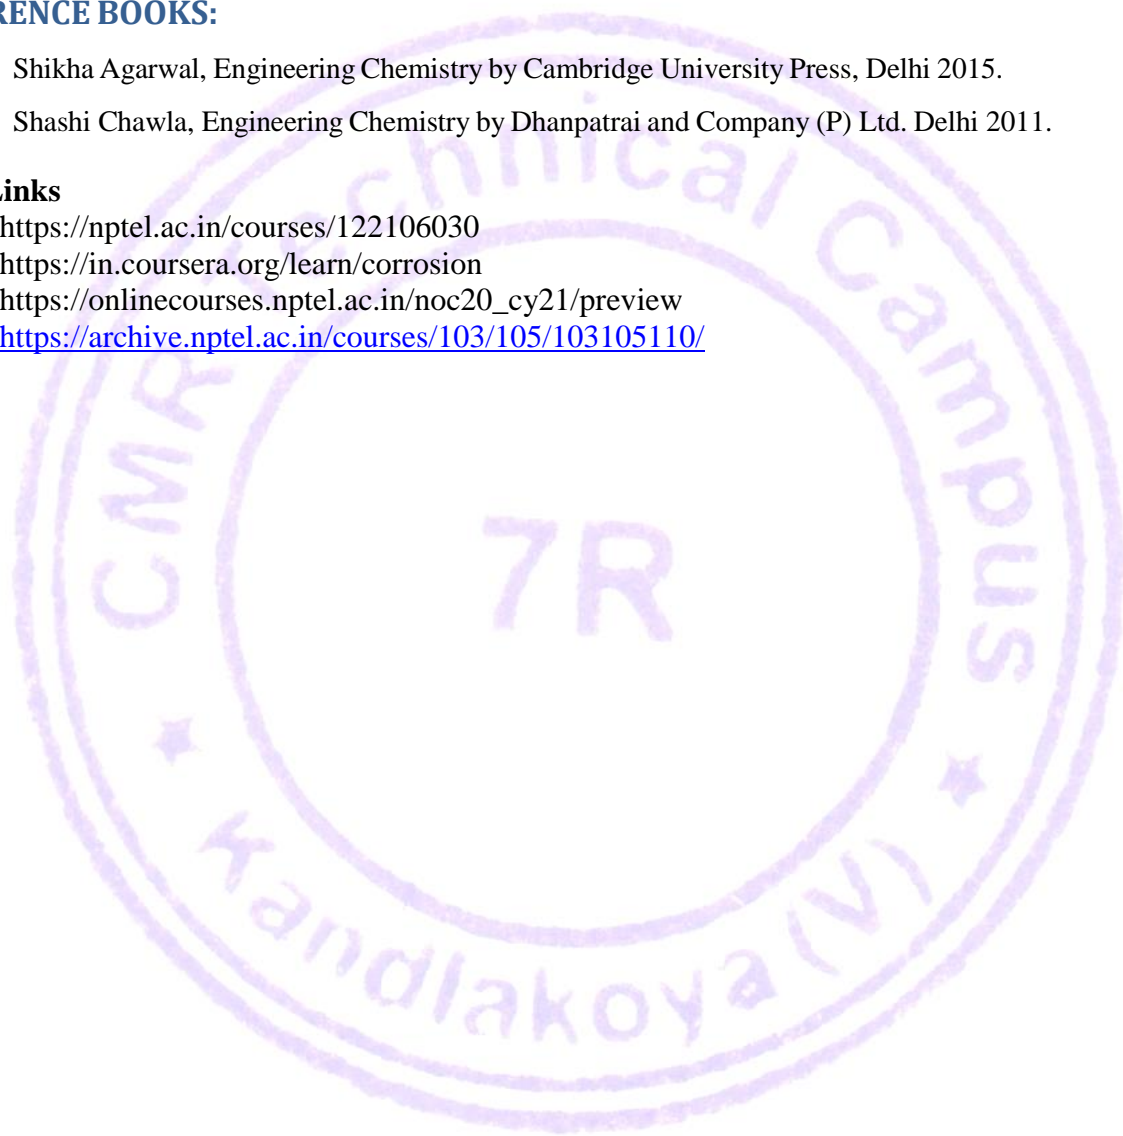 RENCE BOOKS:
Shikha Agarwal, Engineering Chemistry by Cambridge University Press, Delhi 2015.
Shashi Chawla, Engineering Chemistry by Dhanpatrai and Company (P) Ltd. Delhi 2011.
Links
https://nptel.ac.in/courses/122106030
https://in.coursera.org/learn/corrosion
https://onlinecourses.nptel.ac.in/noc20_cy21/preview
https://archive.nptel.ac.in/courses/103/105/103105110/
CMR Technical Campus
7R
Kandlakoya (V)